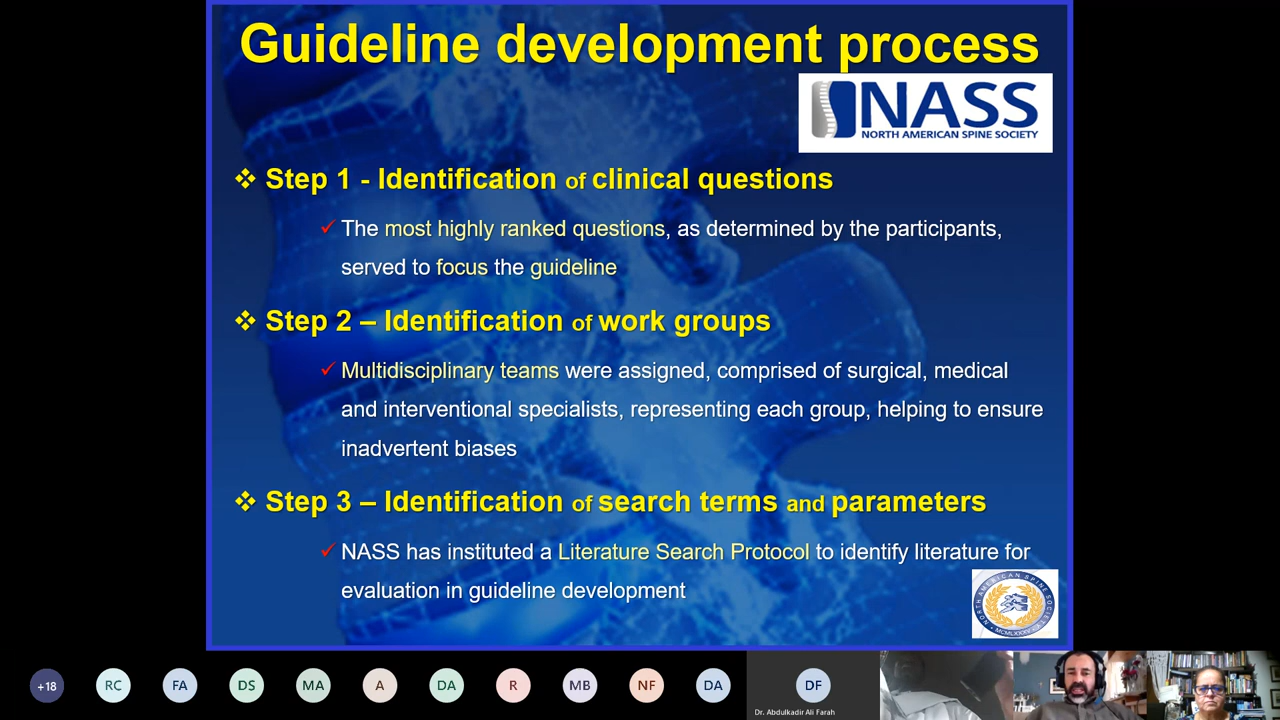 Guideline development process
NASS
NORTH AMERICAN SPINE SOCIETY
Step 1 - Identification of clinical questions
The most highly ranked questions, as determined by the participants,
served to focus the guideline
Step 2 – Identification of work groups
Multidisciplinary teams were assigned, comprised of surgical, medical
and interventional specialists, representing each group, helping to ensure
inadvertent biases
Step 3 – Identification of search terms and parameters
NASS has instituted a Literature Search Protocol to identify literature for
evaluation in guideline development
NORTH AMERICAN SPINE SOCIETY
+18 RC FA DS MA A DA R MB NF DA DF
Dr. Abdulkadir Ali Farah